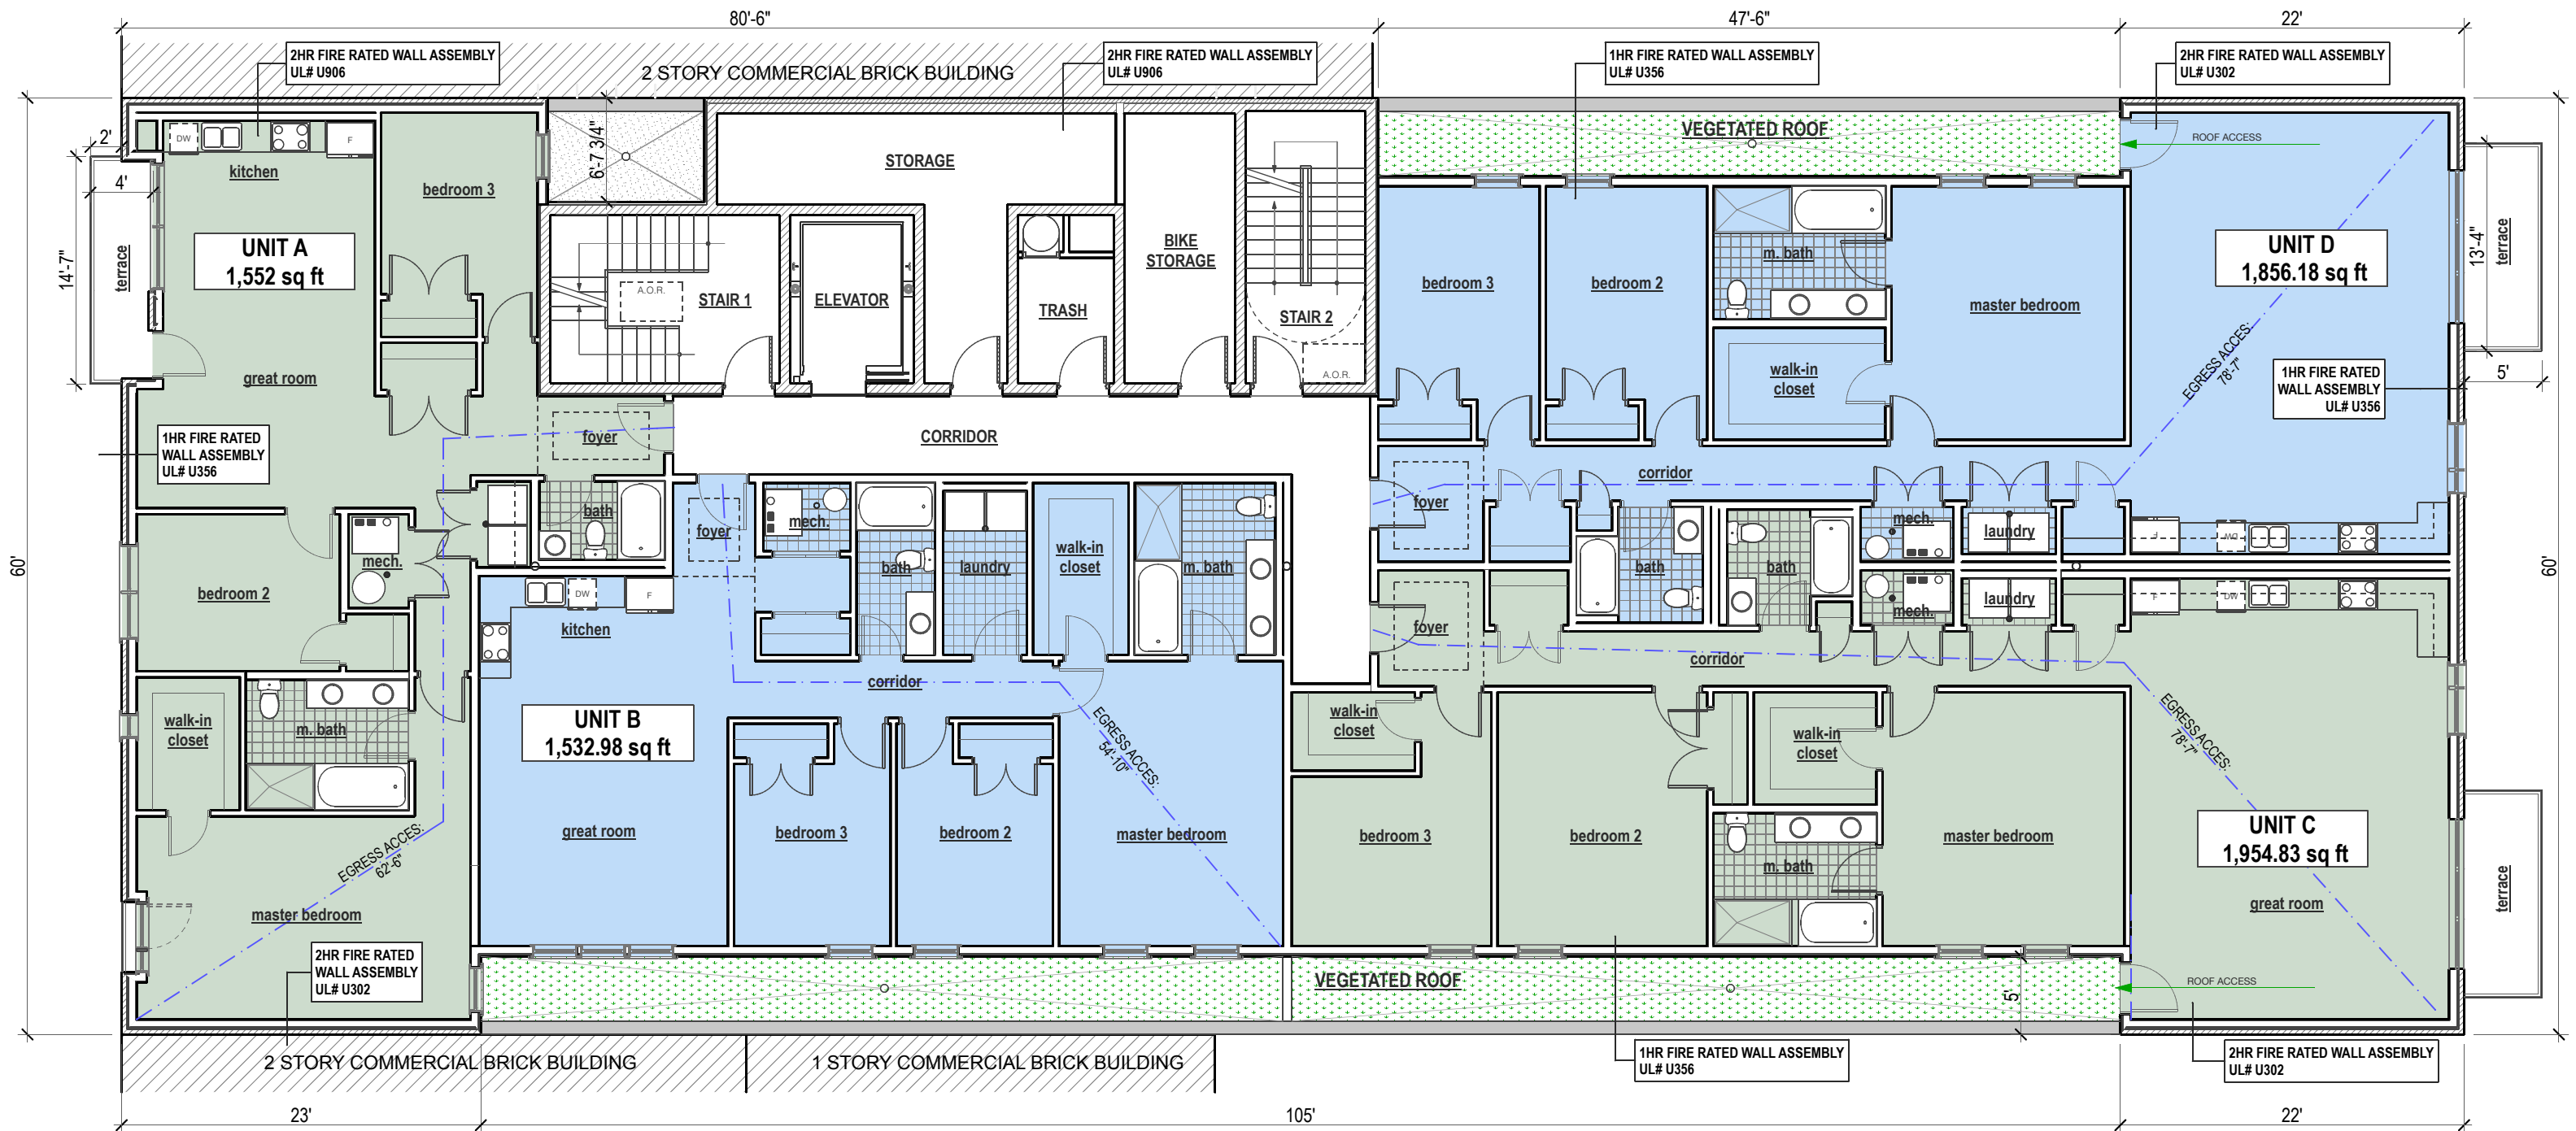 80'-6"
47'-6"
22'
2HR FIRE RATED WALL ASSEMBLY
UL# U906
2 STORY COMMERCIAL BRICK BUILDING
2HR FIRE RATED WALL ASSEMBLY
UL# U906
1HR FIRE RATED WALL ASSEMBLY
UL# U356
2HR FIRE RATED WALL ASSEMBLY
UL# U302
2'
4'
14'-7"
terrace
DW
F
kitchen
UNIT A
1,552 sq ft
great room
bedroom 3
6'-7 3/4"
STORAGE
A.O.R.
STAIR 1
ELEVATOR
TRASH
BIKE
STORAGE
STAIR 2
A.O.R.
VEGETATED ROOF
ROOF ACCESS
bedroom 3
bedroom 2
m. bath
walk-in
closet
master bedroom
UNIT D
1,856.18 sq ft
13'-4"
terrace
EGRESS ACCES:
78'-7"
1HR FIRE RATED
WALL ASSEMBLY
UL# U356
5'
60'
60'
1HR FIRE RATED
WALL ASSEMBLY
UL# U356
foyer
CORRIDOR
corridor
foyer
bath
foyer
mech.
bath
laundry
walk-in
closet
m. bath
bath
bath
mech.
laundry
F
DW
bedroom 2
mech.
DW
F
kitchen
foyer
mech.
laundry
F
DW
corridor
corridor
walk-in
closet
m. bath
UNIT B
1,532.98 sq ft
EGRESS ACCES:
54'-10"
walk-in
closet
walk-in
closet
EGRESS ACCES:
78'-7"
great room
bedroom 3
bedroom 2
master bedroom
bedroom 3
bedroom 2
m. bath
master bedroom
UNIT C
1,954.83 sq ft
great room
terrace
EGRESS ACCES:
62'-6"
master bedroom
2HR FIRE RATED
WALL ASSEMBLY
UL# U302
VEGETATED ROOF
5'
ROOF ACCESS
2 STORY COMMERCIAL BRICK BUILDING
1 STORY COMMERCIAL BRICK BUILDING
1HR FIRE RATED WALL ASSEMBLY
UL# U356
2HR FIRE RATED WALL ASSEMBLY
UL# U302
23'
105'
22'